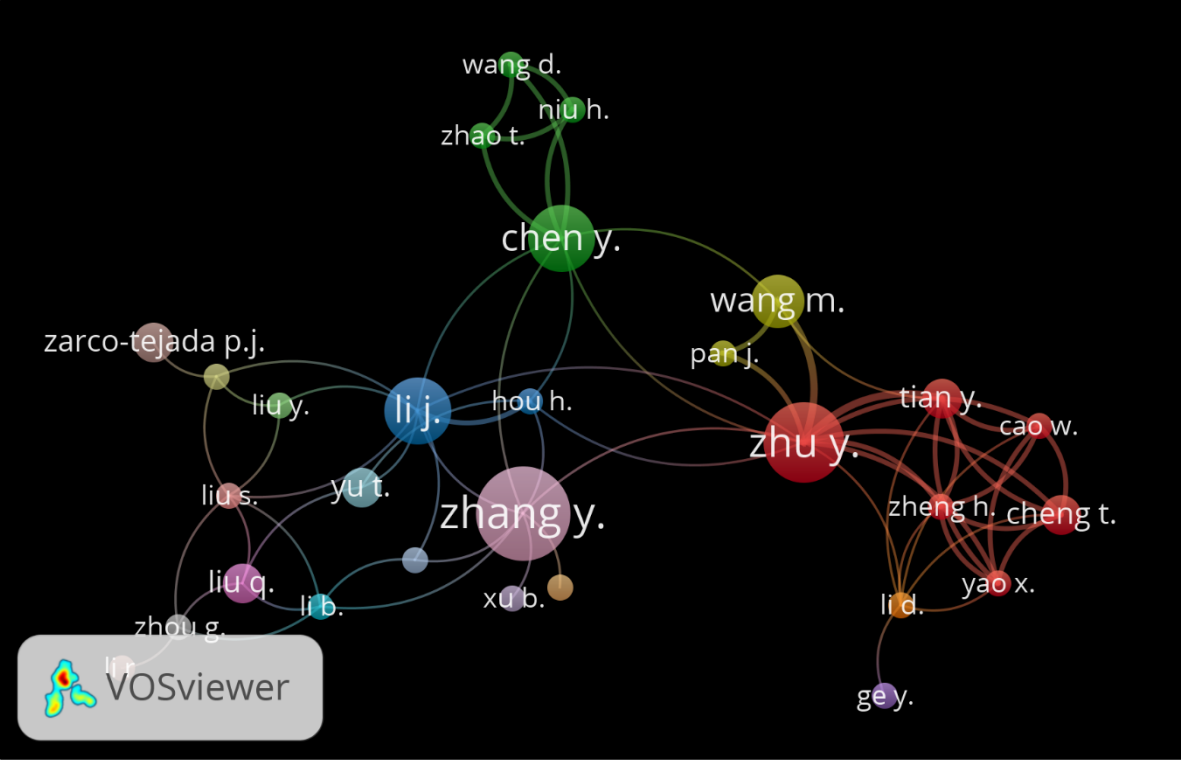 wang d.
niu h.
zhao t.
chen y.
wang m.
zarco-tejada p.j.
pan j.
liu y.
li j.
hou h.
tian y.
cao w.
zhu y.
liu s.
yu t.
zhang y.
zheng h.
cheng t.
liu q.
li b.
xu b.
li d.
yao x.
zhou g.
ge y.
VOSviewer